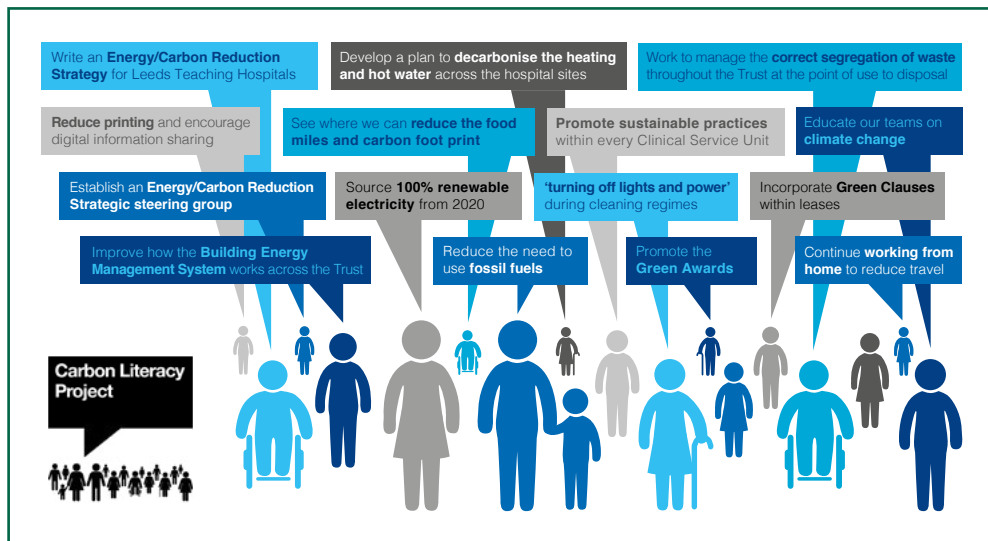 Write an Energy/Carbon Reduction
Strategy for Leeds Teaching Hospitals
Develop a plan to decarbonise the heating
and hot water across the hospital sites
Work to manage the correct segregation of waste
throughout the Trust at the point of use to disposal
Reduce printing and encourage
digital information sharing
See where we can reduce the food
miles and carbon foot print
Promote sustainable practices
within every Clinical Service Unit
Educate our teams on
climate change
Establish an Energy/Carbon Reduction
Strategic steering group
Source 100% renewable
electricity from 2020
‘turning off lights and power’
during cleaning regimes
Incorporate Green Clauses
within leases
Improve how the Building Energy
Management System works across the Trust
Reduce the need to
use fossil fuels
Promote the
Green Awards
Continue working from
home to reduce travel
Carbon Literacy
Project